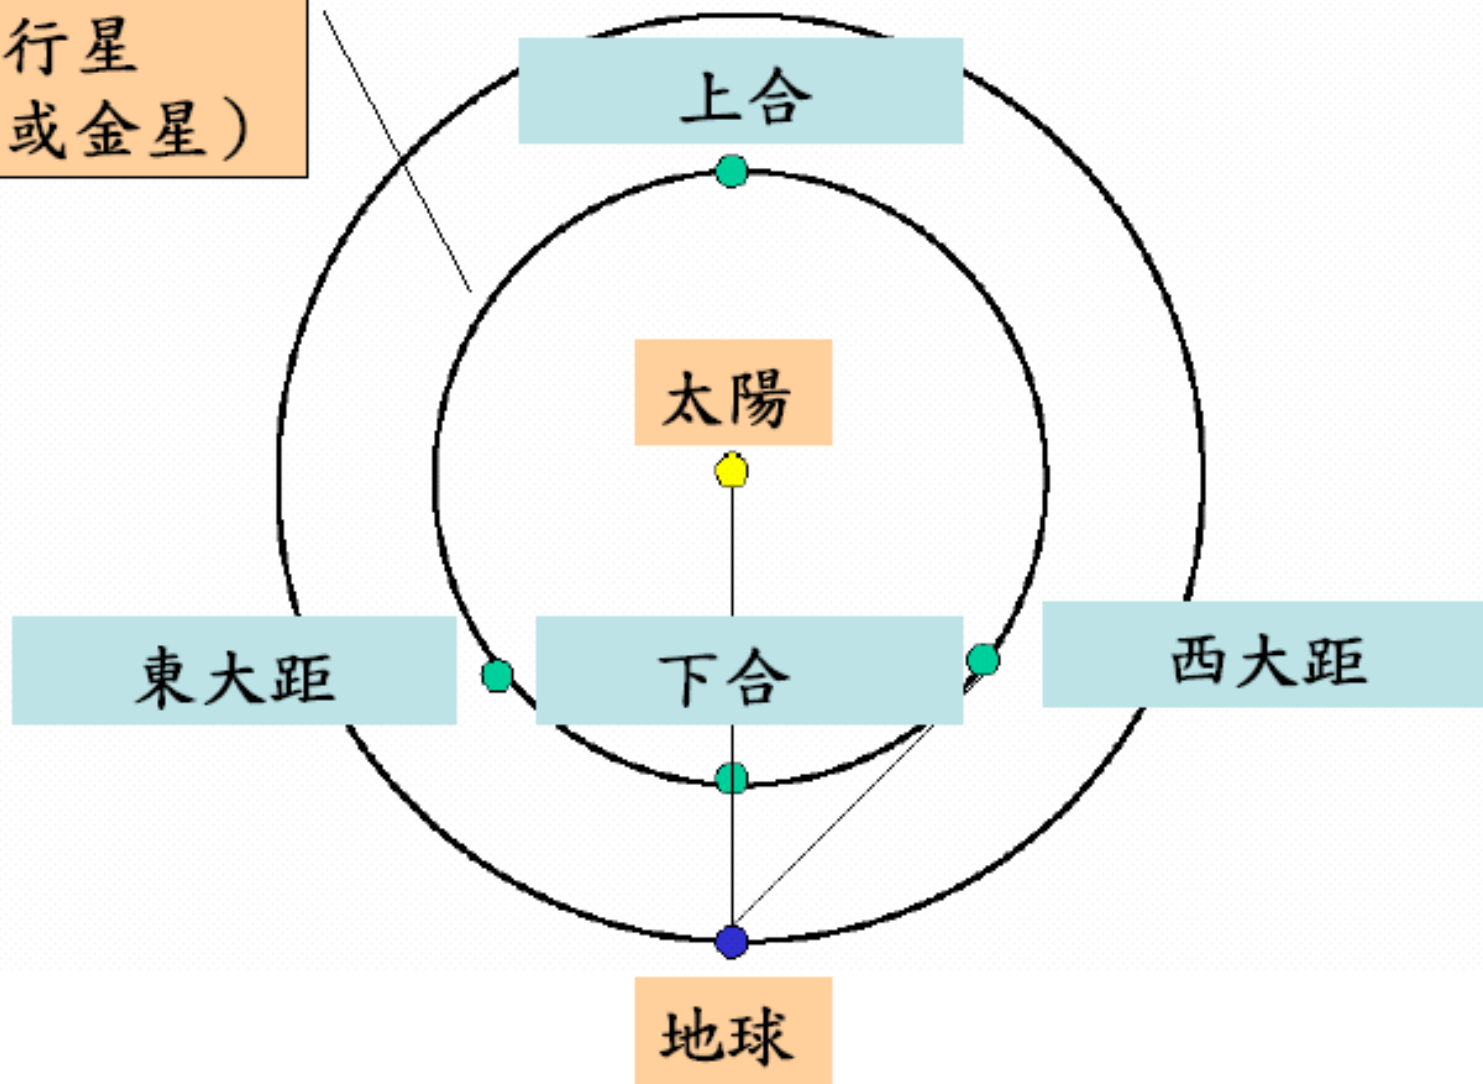 行星
或金星）
上合
太陽
東大距
下合
西大距
地球